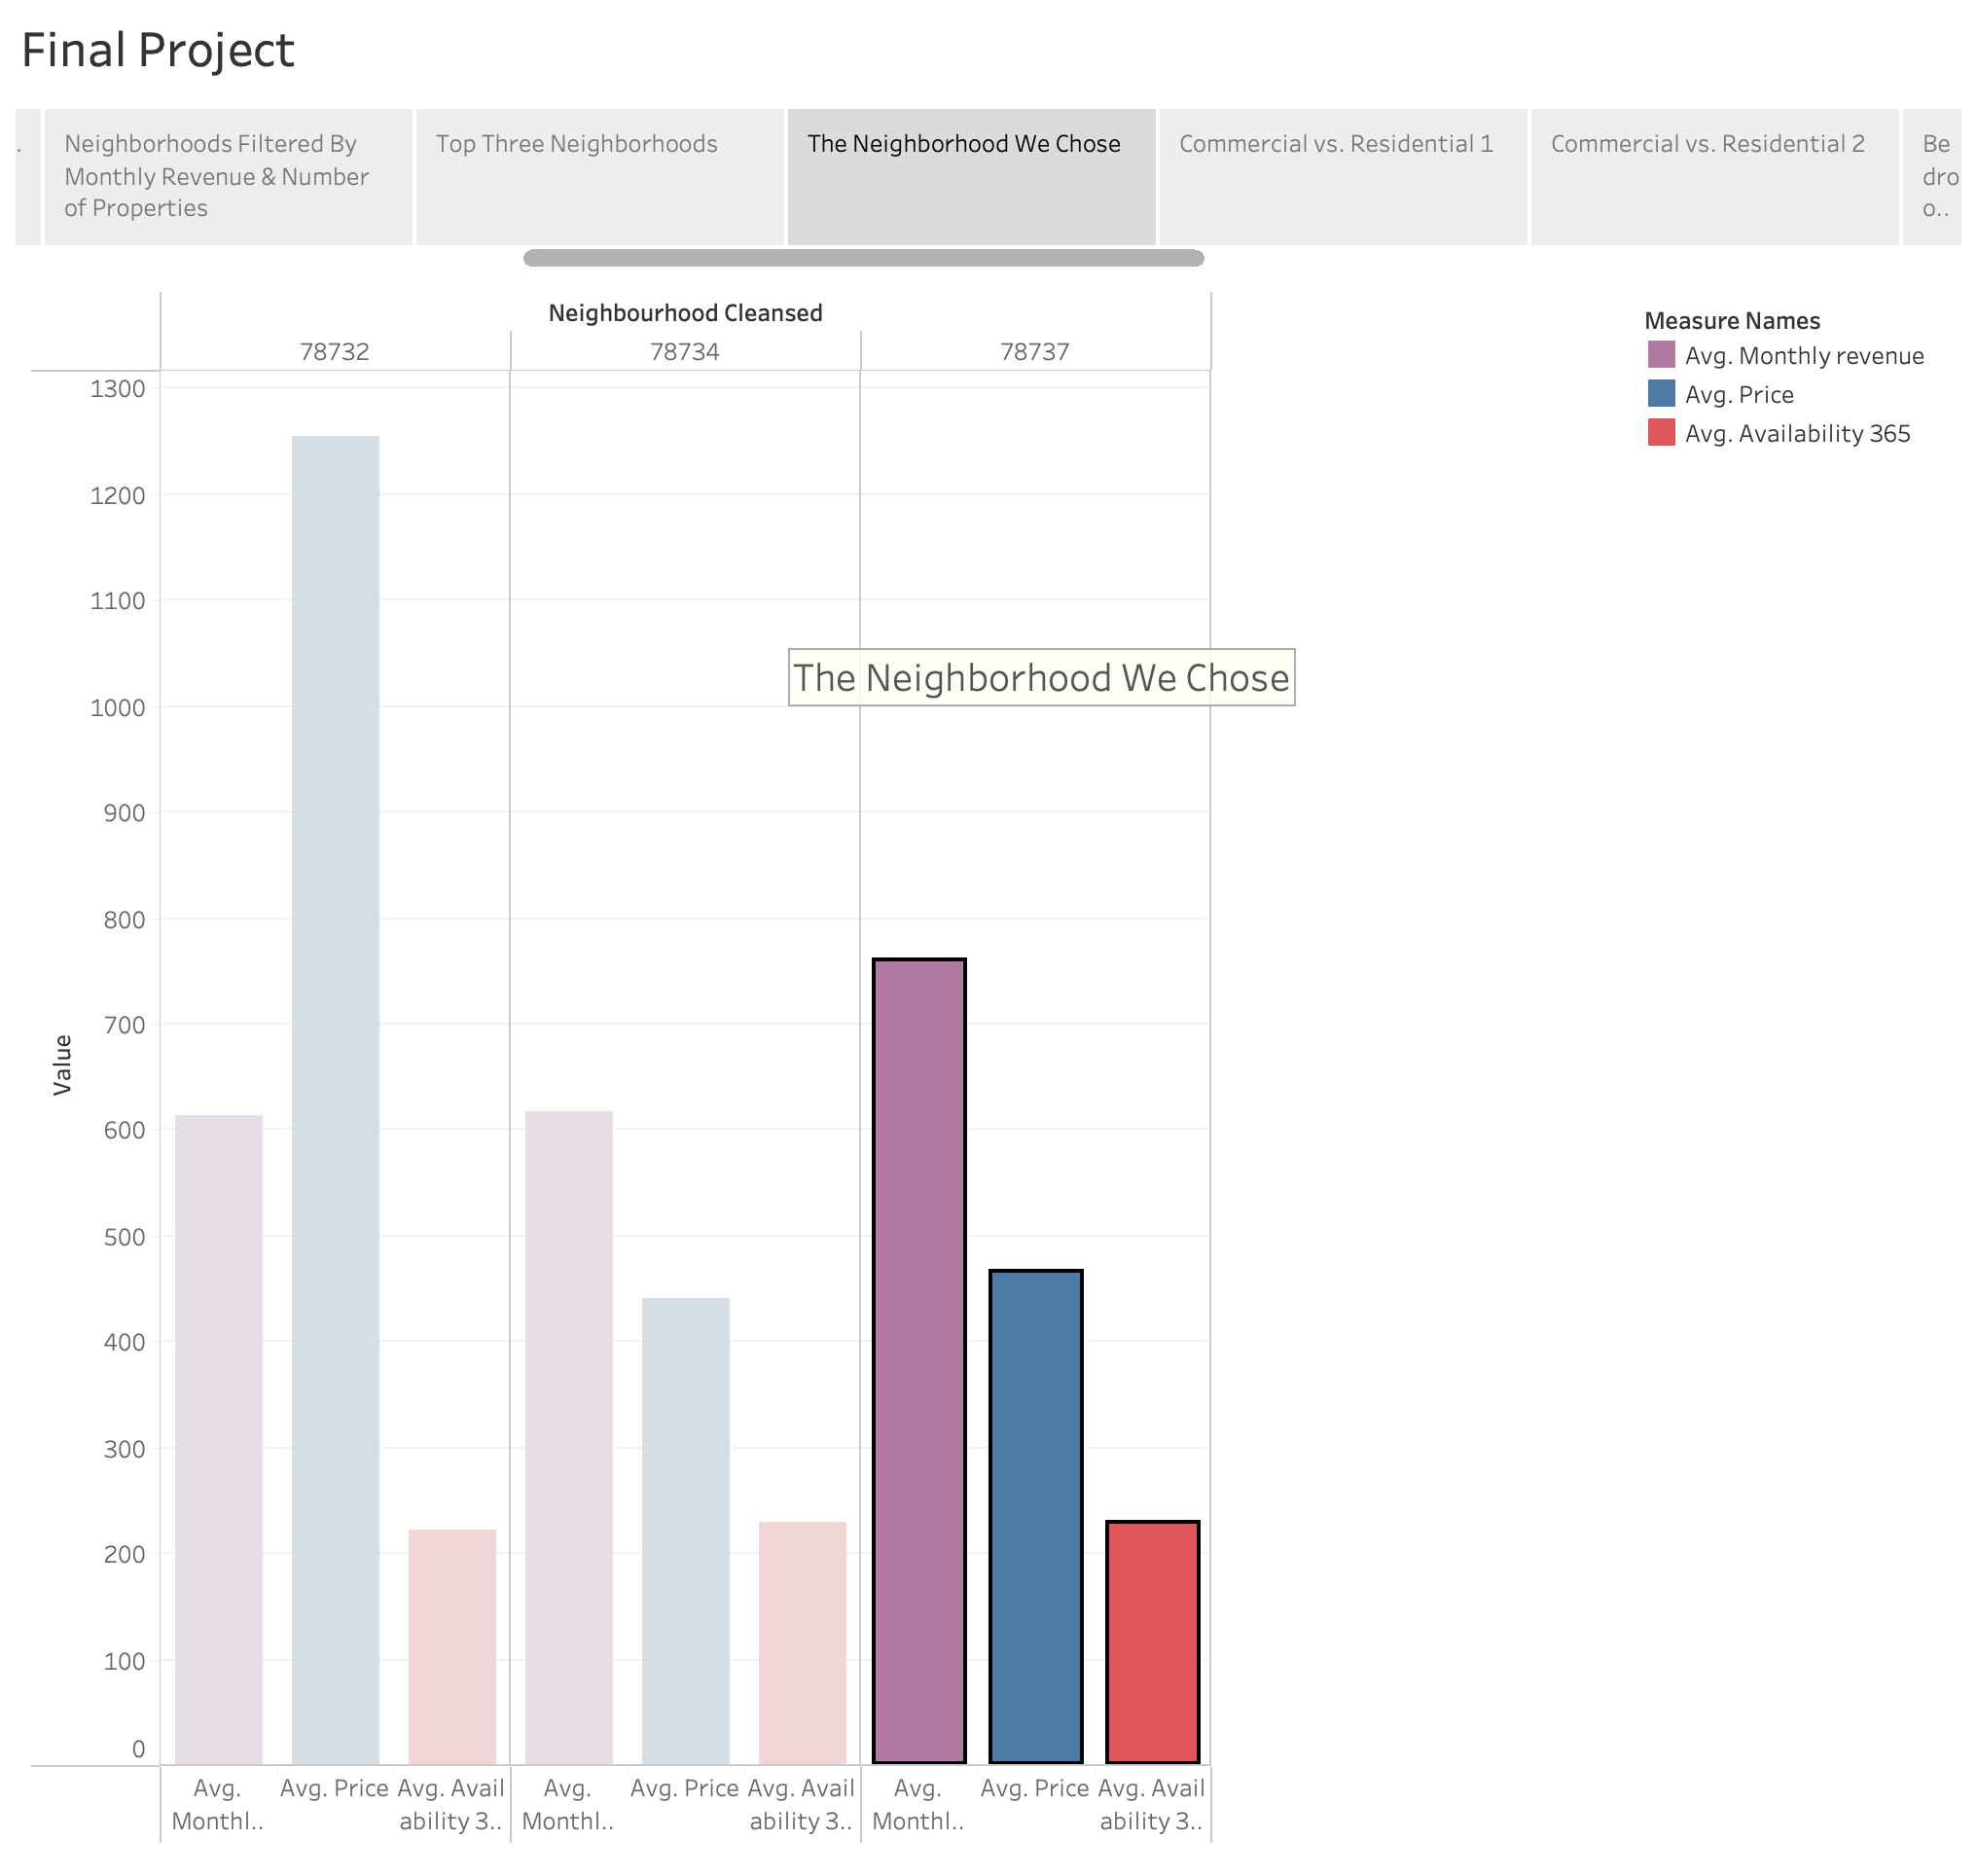 Final Project
.
Neighborhoods Filtered By
Monthly Revenue & Number
of Properties
Top Three Neighborhoods
The Neighborhood We Chose
Commercial vs. Residential 1
Commercial vs. Residential 2
Be
dro
o..
Neighbourhood Cleansed
78732
78734
78737
Measure Names
Avg. Monthly revenue
Avg. Price
Avg. Availability 365
1300
1200
1100
The Neighborhood We Chose
1000
900
800
700
Value
600
500
400
300
200
100
0
Avg.
Monthl..
Avg. Price
Avg. Avail
ability 3..
Avg.
Monthl..
Avg. Price
Avg. Avail
ability 3..
Avg.
Monthl..
Avg. Price
Avg. Avail
ability 3..